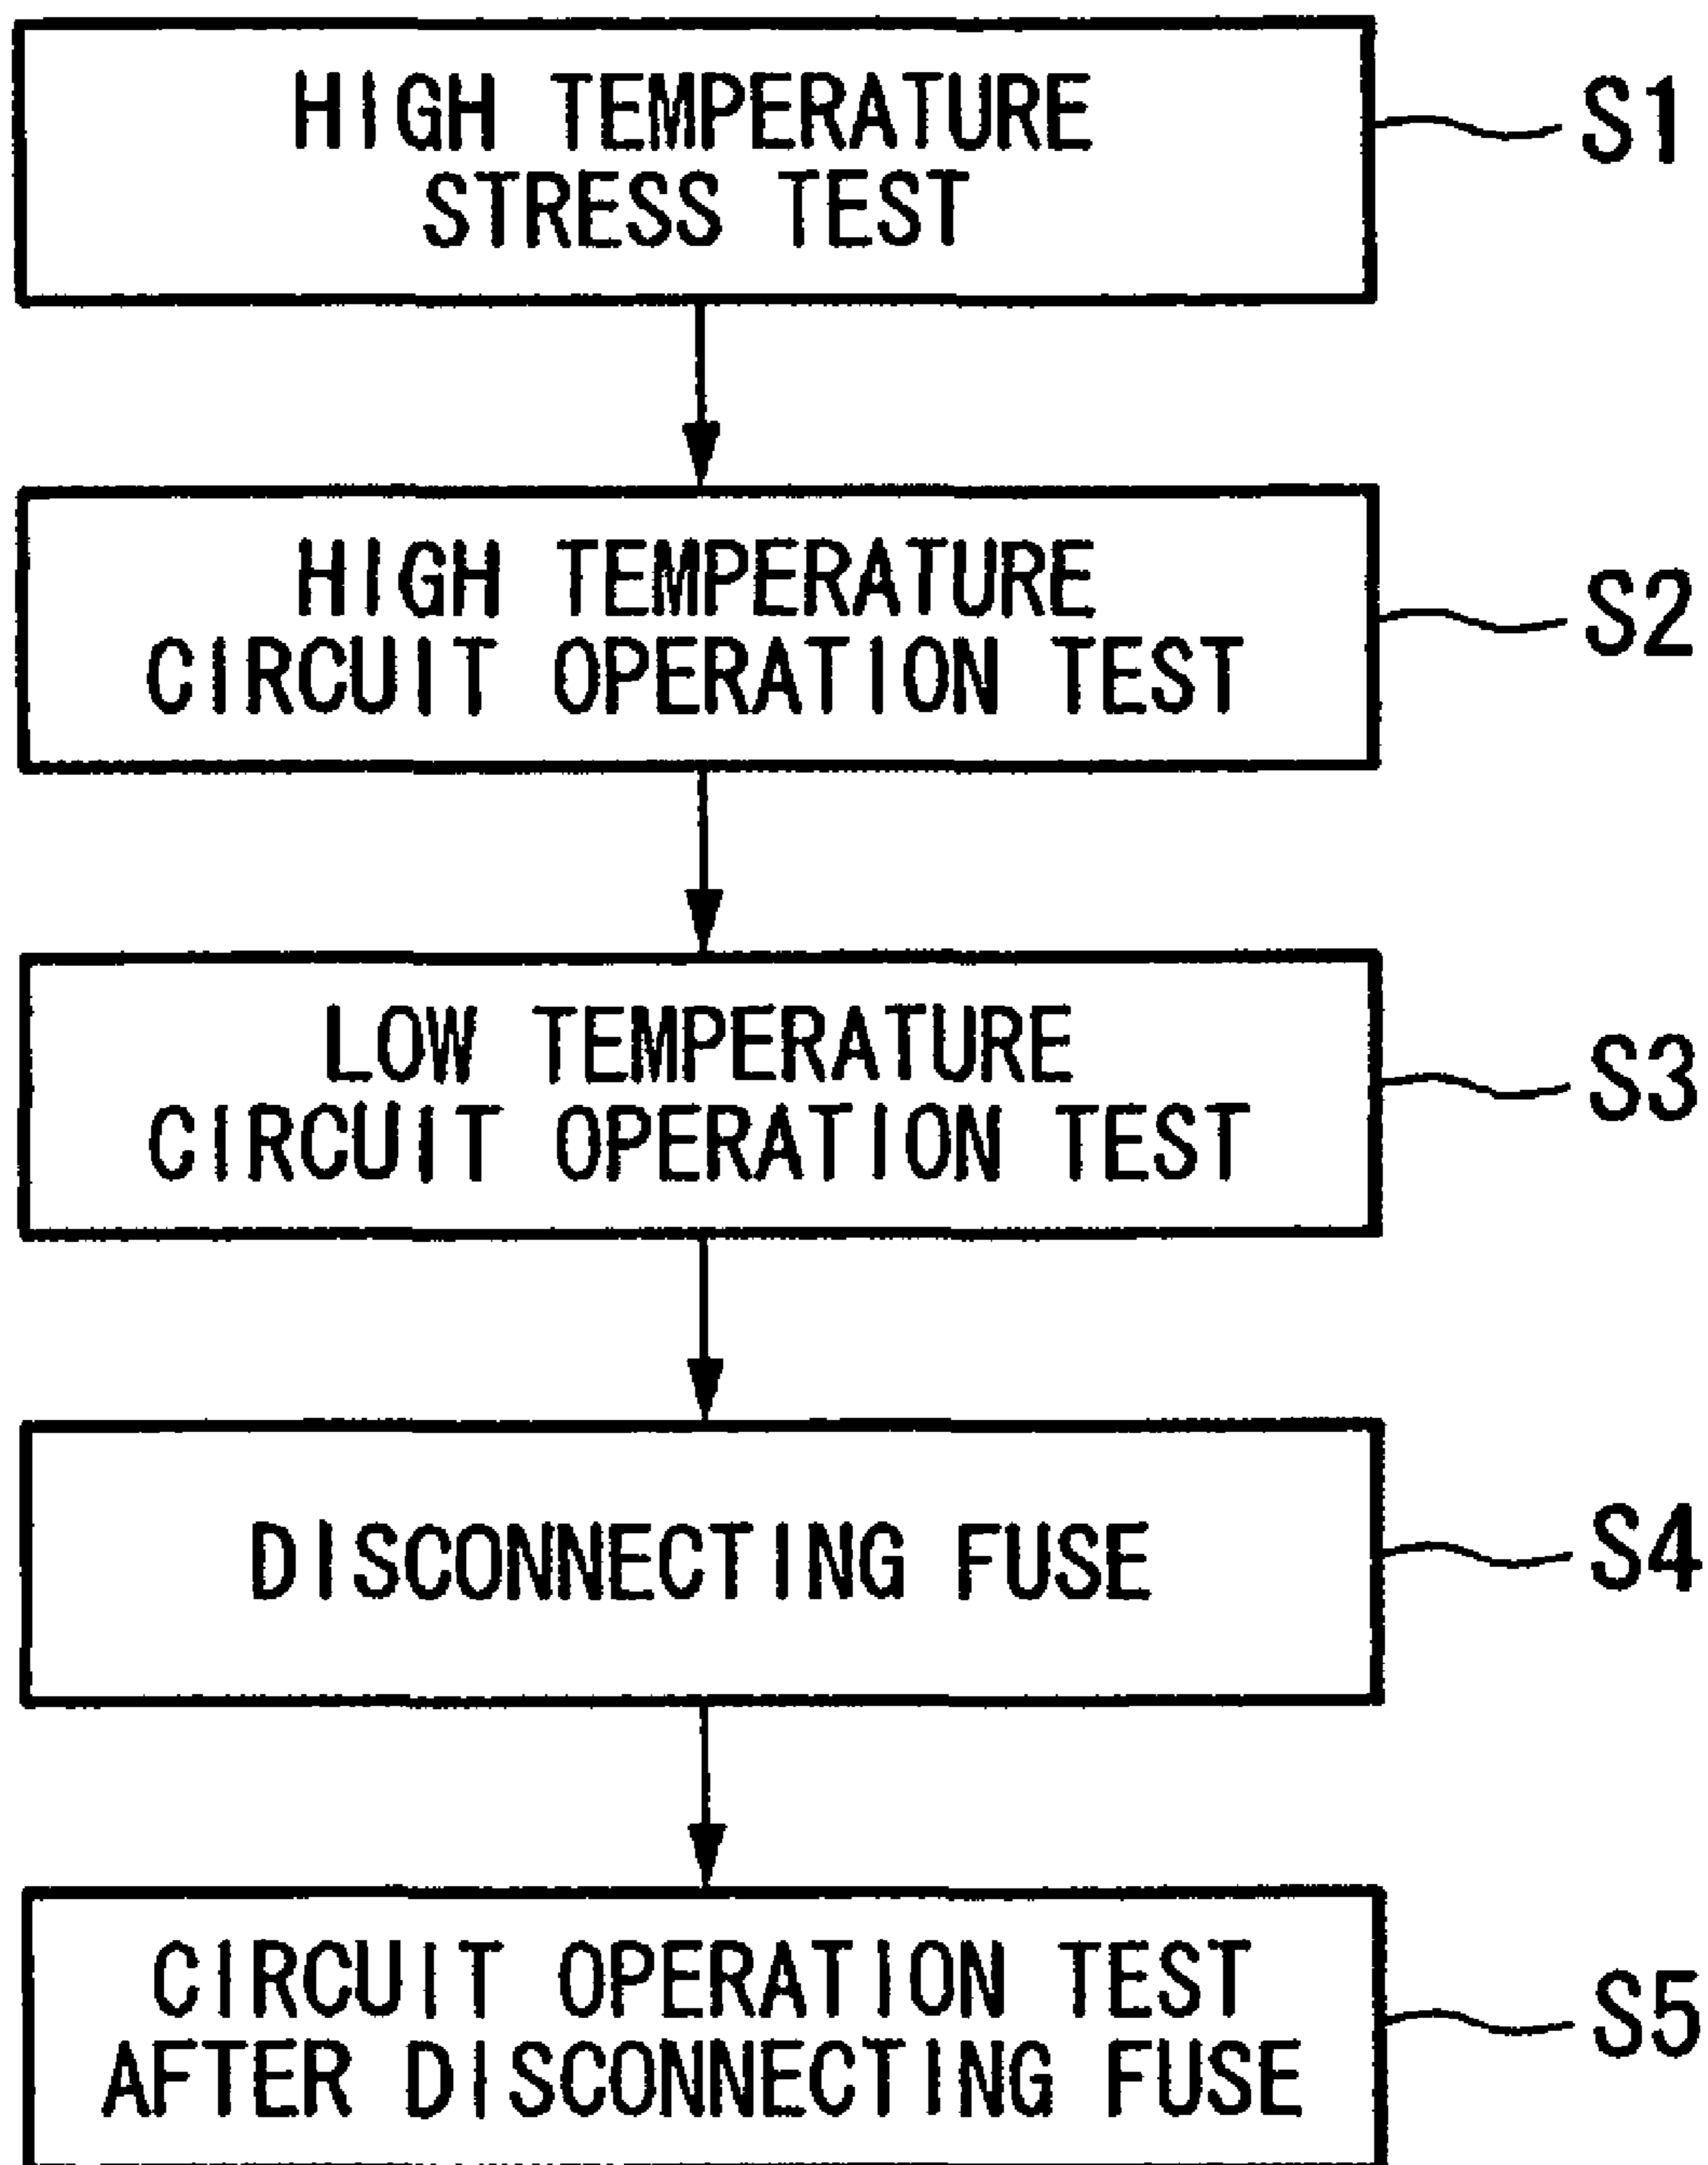 HIGH TEMPERATURE
STRESS TEST
S1
HIGH TEMPERATURE
CIRCUIT OPERATION TEST
S2
LOW TEMPERATURE
CIRCUIT OPERATION TEST
S3
DISCONNECTING FUSE
S4
CIRCUIT OPERATION TEST
AFTER DISCONNECTING FUSE
S5